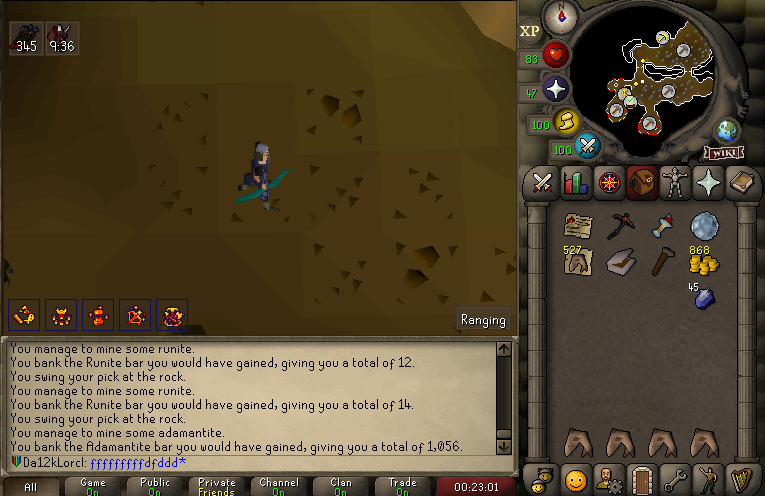 345
9:36
XP
83
47
100
100
WIKI
527
868
45
Ranging
You manage to mine some runite.
You bank the Runite bar you would have gained, giving you a total of 12.
You swing your pick at the rock.
You manage to mine some runite.
You bank the Runite bar you would have gained, giving you a total of 14.
You swing your pick at the rock.
You manage to mine some adamantite.
You bank the Adamantite bar you would have gained, giving you a total of 1,056.
Da12kLorcl: ƒƒƒƒƒƒƒƒƒdƒddd*
All
Game
On
Public
On
Private
Friends
Channel
On
Clan
On
Trade
On
00:23:01